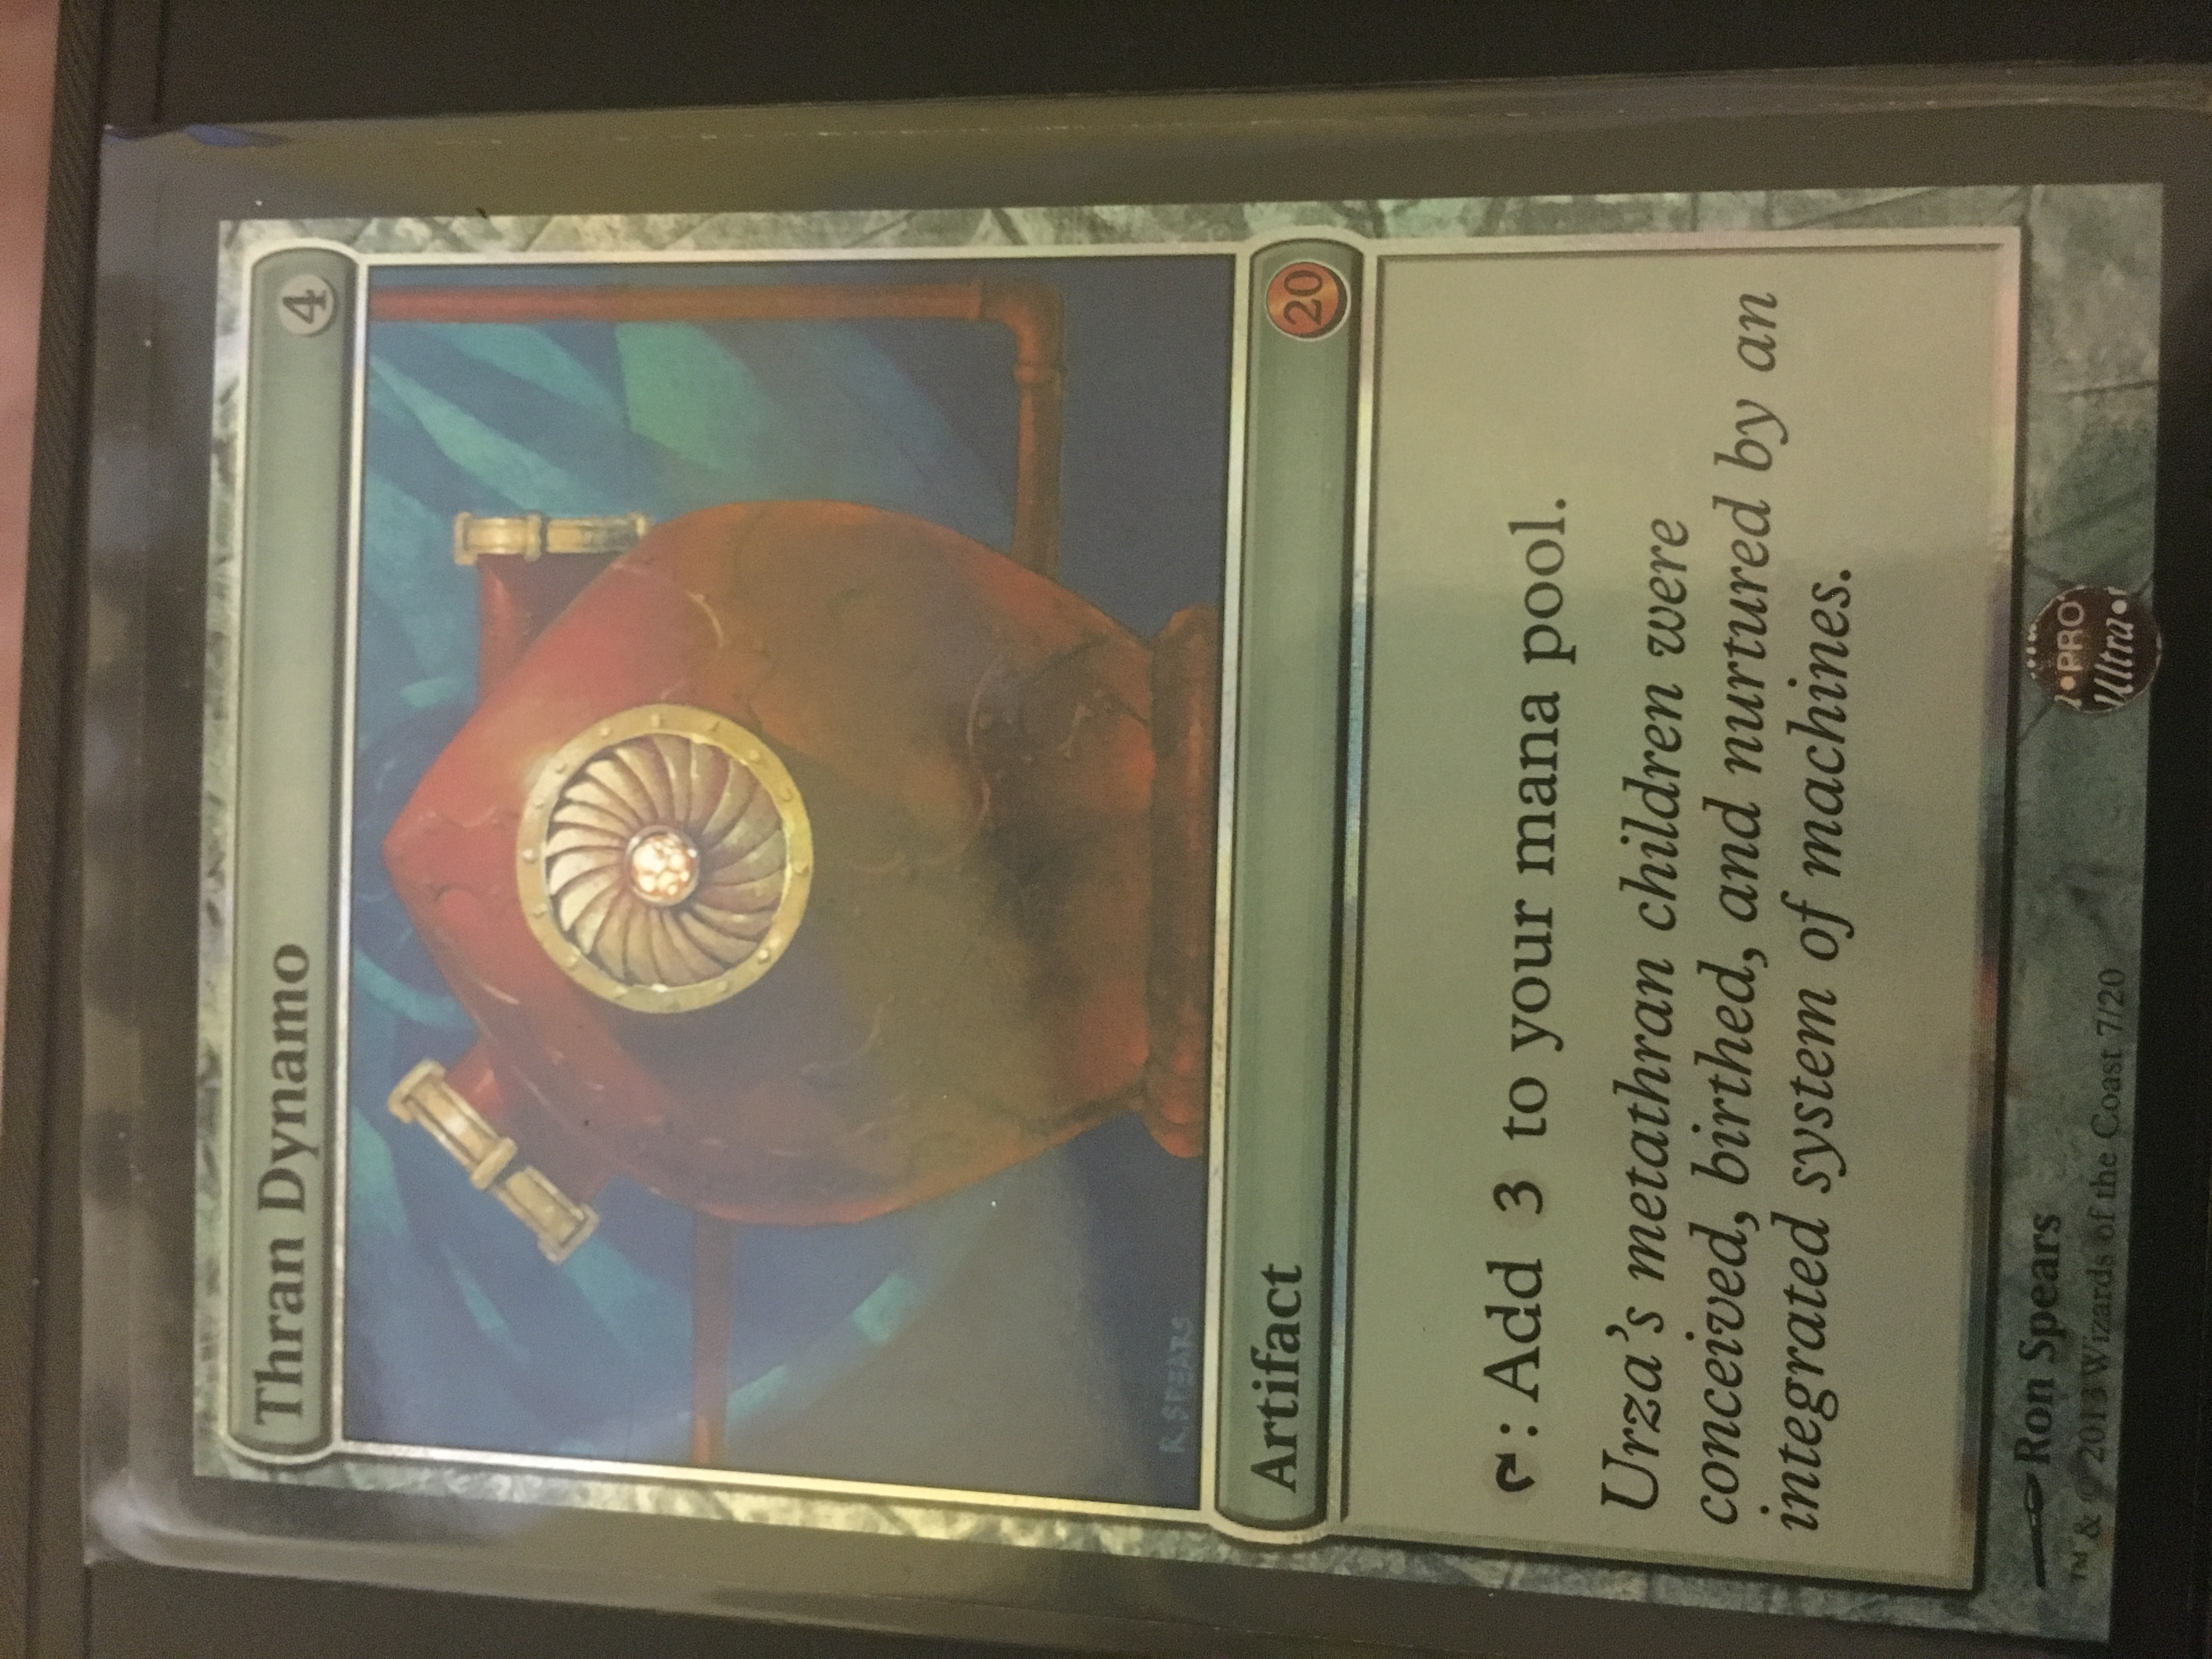 Thran Dynamo
4
R. SPEARS
Artifact
20
: Add 3 to your mana pool.
Urza's metathran children were
conceived, birthed, and nurtured by an
integrated system of machines.
Ron Spears
™ & © 2013 Wizards of the Coast 7/20
PRO
Ultra